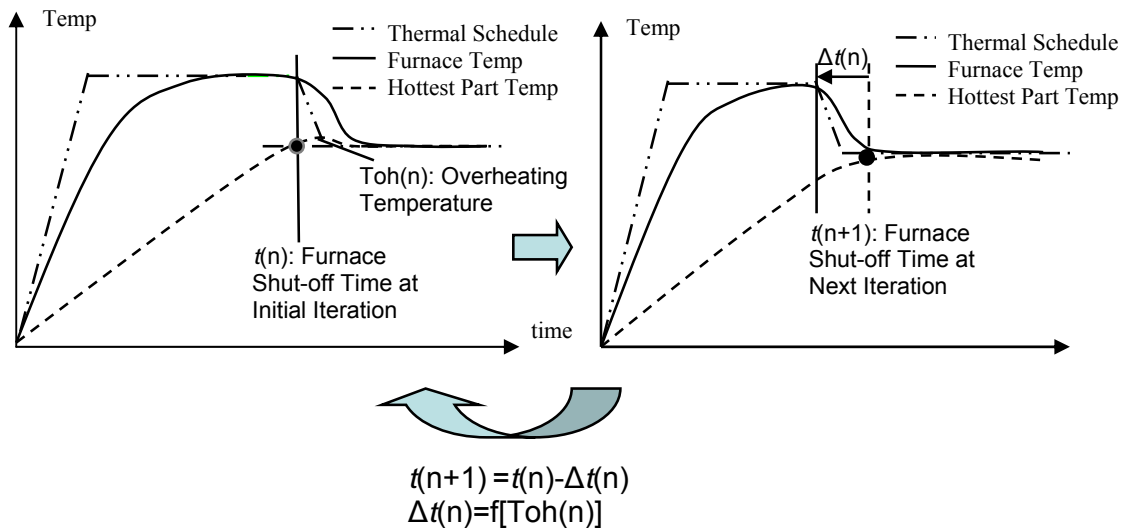 Temp
Thermal Schedule
Furnace Temp
Hottest Part Temp
Toh(n): Overheating
Temperature
t(n): Furnace
Shut-off Time at
Initial Iteration
time
Temp
Thermal Schedule
Furnace Temp
Hottest Part Temp
Δt(n)
t(n+1): Furnace
Shut-off Time at
Next Iteration
t(n+1)=t(n)-Δt(n)
Δt(n)=f[Toh(n)]